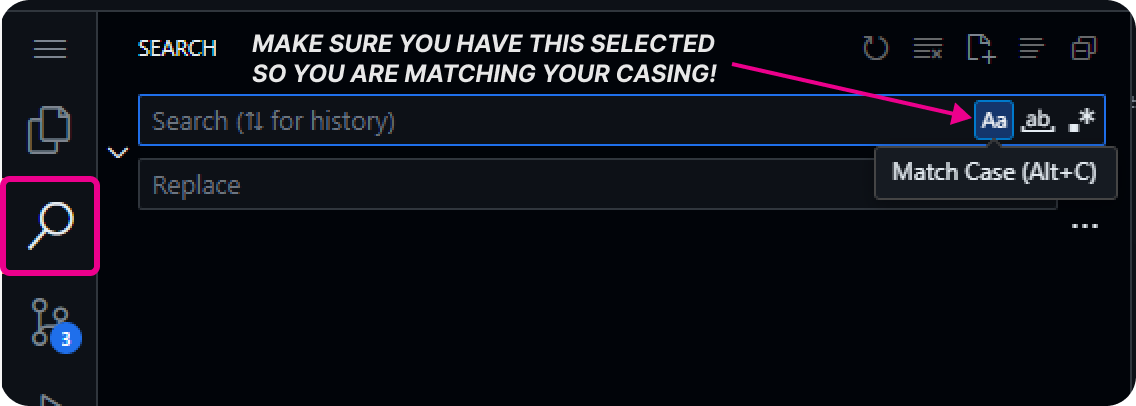 SEARCH
MAKE SURE YOU HAVE THIS SELECTED
SO YOU ARE MATCHING YOUR CASING!
Search (⇅ for history)
Aa
ab
.*
Replace
Match Case (Alt+C)
...
3